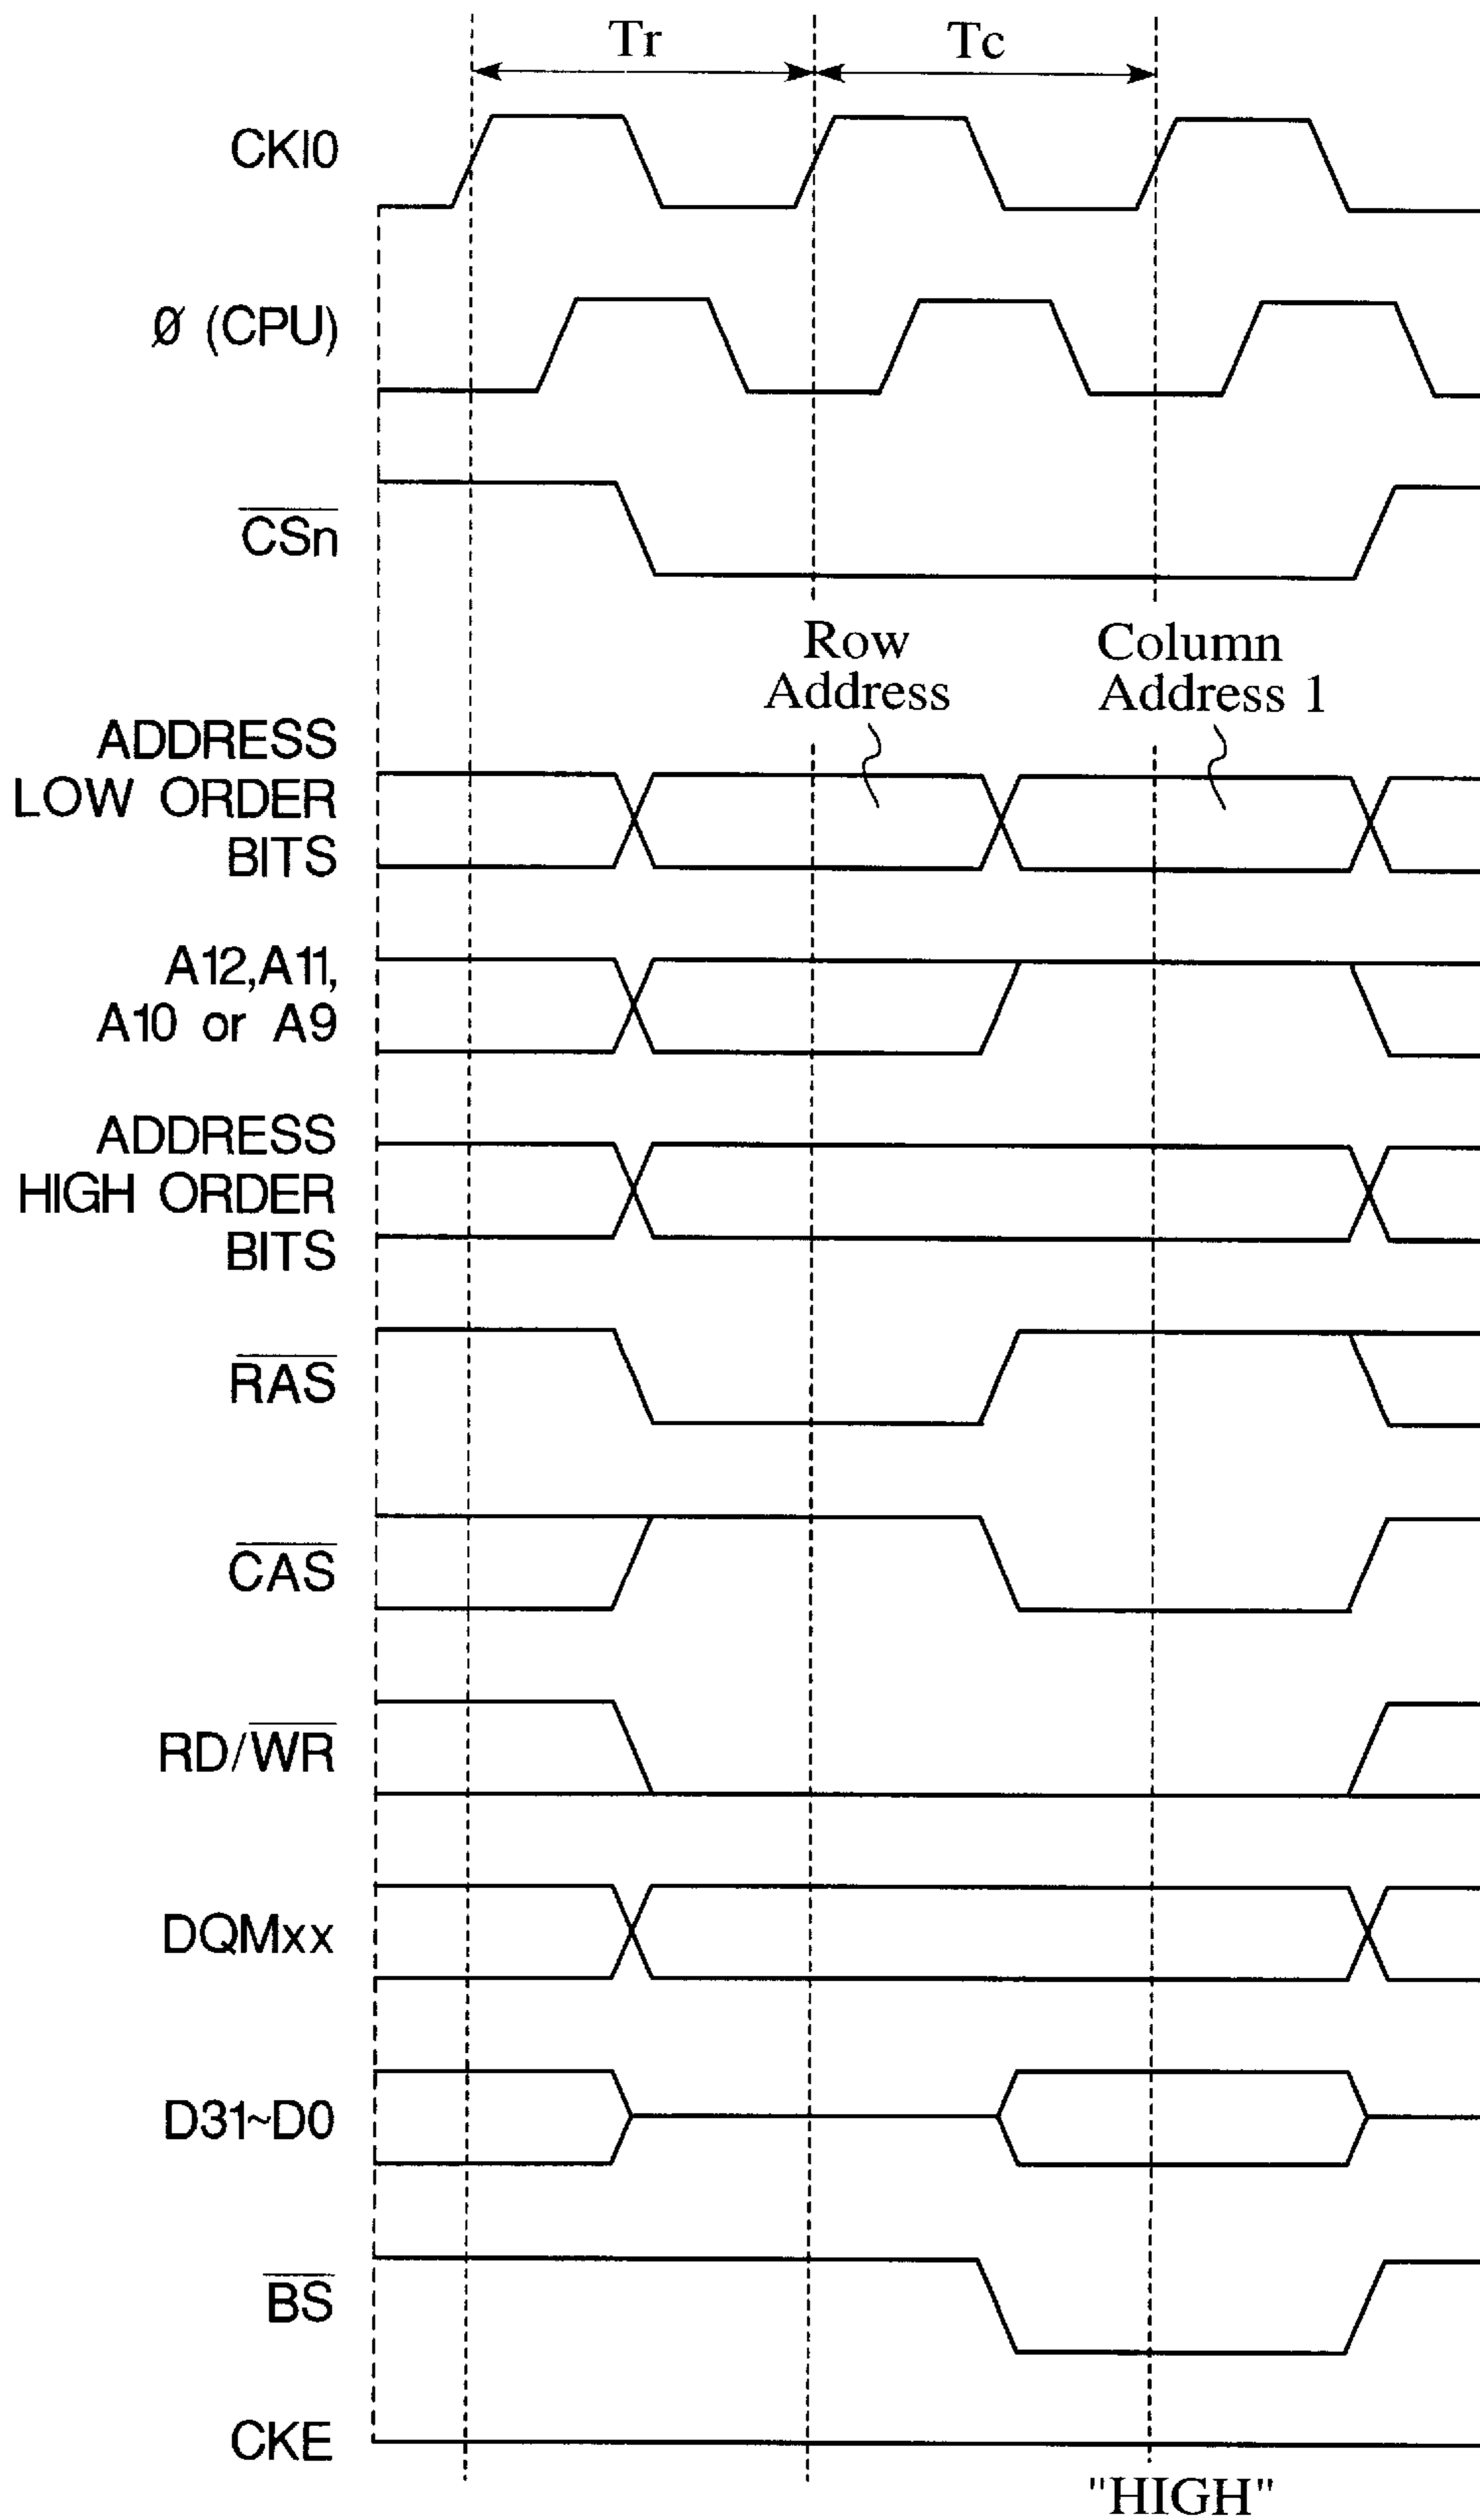 Tr
Tc
CKIO
Ø (CPU)
CSn
Row
Address
Column
Address 1
ADDRESS
LOW ORDER
BITS
A12,A11,
A10 or A9
ADDRESS
HIGH ORDER
BITS
RAS
CAS
RD/WR
DQMxx
D31~D0
BS
CKE
"HIGH"